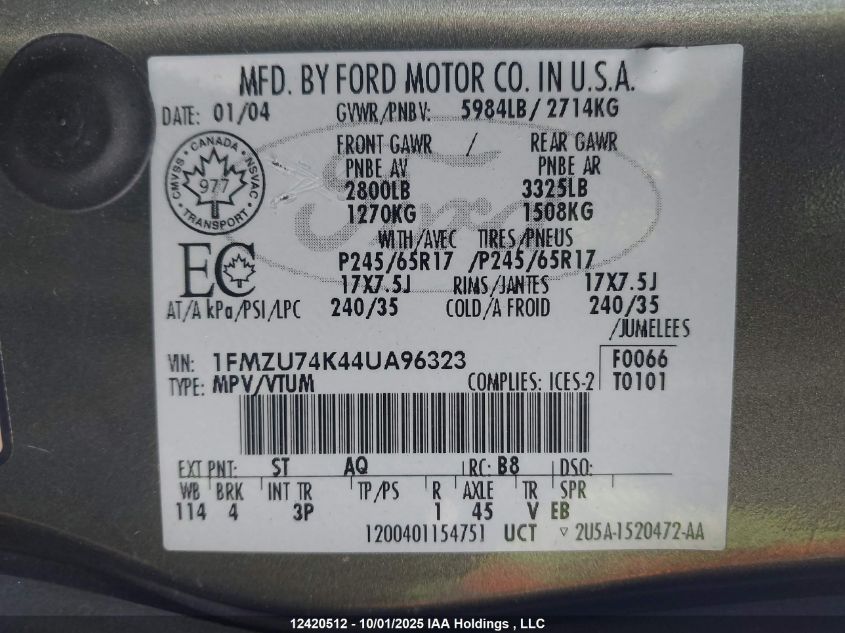 MFD. BY FORD MOTOR CO. IN U.S.A.
DATE: 01/04 GVWR/PNBV: 5984LB/ 2714KG
FRONT GAWR / REAR GAWR
PNBE AV PNBE AR
2800LB 3325LB
1270KG 1508KG
WITH/AVEC TIRES/PNEUS
P245/65R17 /P245/65R17
17X7.5J RIMS/JANTES 17X7.5J
AT/A kPa/PSI/LPC 240/35 COLD/A FROID 240/35
/JUMELEES
CANADA
CMVSS NSVAC
977
TRANSPORT
EC
Ford
VIN: 1FMZU74K44UA96323 F0066
TYPE: MPV/VTUM COMPLIES: ICES-2 T0101
EXT PNT: ST AQ RC: B8 DSO:
WB BRK INT TR TP/PS R AXLE TR SPR
114 4 3P 1 45 V EB
1200401154751 UCT ▽ 2U5A-1520472-AA
12420512 - 10/01/2025 IAA Holdings , LLC